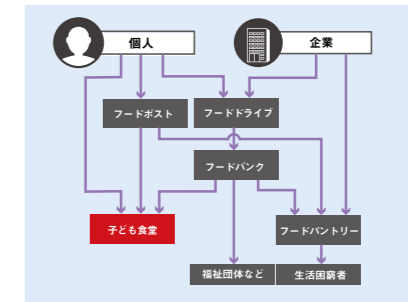 個人
企業
フードポスト
フードドライブ
フードバンク
子ども食堂
フードパントリー
福祉団体など
生活困窮者